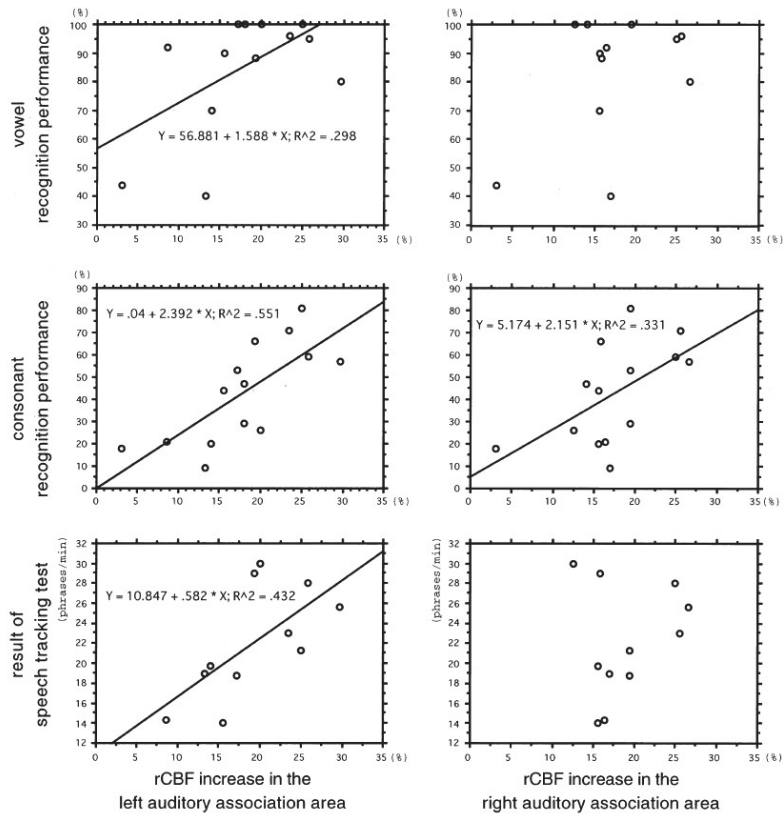 (%)
100
90
80
70
60
50
40
30
vowel
recognition performance
Y = 56.881 + 1.588 * X; R^2 = .298
0 5 10 15 20 25 30 35 (%)
(%)
100
90
80
70
60
50
40
30
0 5 10 15 20 25 30 35 (%)
(%)
90
80
70
60
50
40
30
20
10
0
consonant
recognition performance
Y = .04 + 2.392 * X; R^2 = .551
0 5 10 15 20 25 30 35 (%)
(%)
90
80
70
60
50
40
30
20
10
0
Y = 5.174 + 2.151 * X; R^2 = .331
0 5 10 15 20 25 30 35 (%)
32
30
28
26
24
22
20
18
16
14
12
result of
speech tracking test
(phrases/min)
Y = 10.847 + .582 * X; R^2 = .432
0 5 10 15 20 25 30 35 (%)
rCBF increase in the
left auditory association area
32
30
28
26
24
22
20
18
16
14
12
(phrases/min)
0 5 10 15 20 25 30 35 (%)
rCBF increase in the
right auditory association area